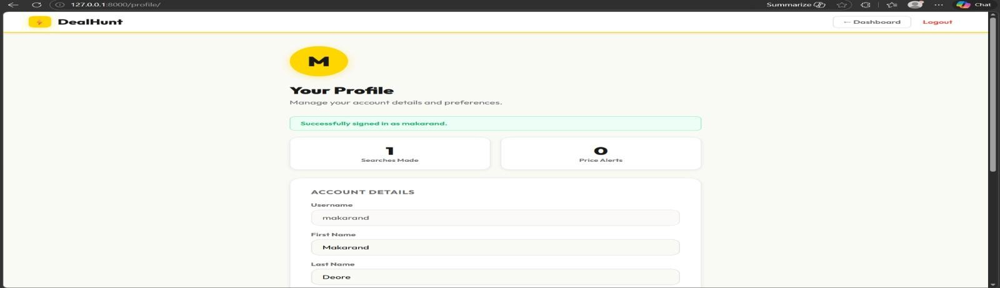 127.0.0.1:8000/profile/ Summarize Chat
DealHunt ← Dashboard Logout
M
Your Profile
Manage your account details and preferences.
Successfully signed in as makarand.
1 0
Searches Made Price Alerts
ACCOUNT DETAILS
Username
makarand
First Name
Makarand
Last Name
Deore